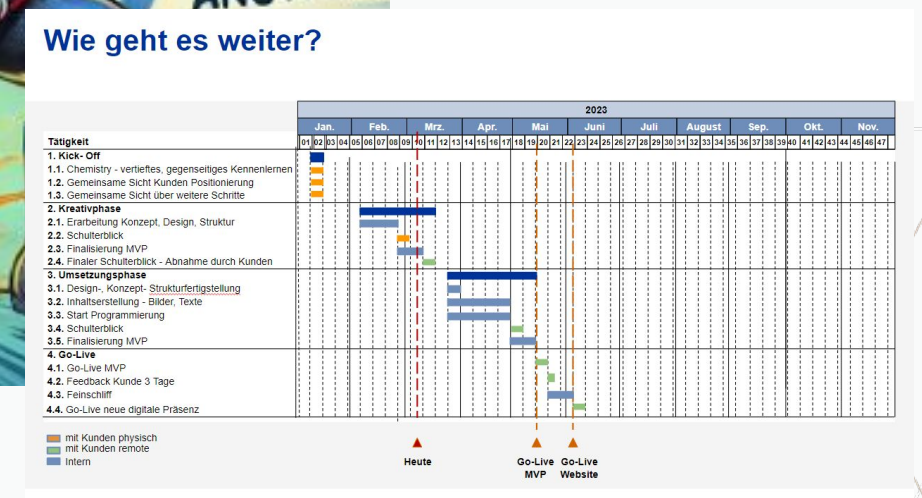 Wie geht es weiter?
2023
Jan. Feb. Mrz. Apr. Mai Juni Juli August Sep. Okt. Nov.
Tätigkeit 01 02 03 04 05 06 07 08 09 10 11 12 13 14 15 16 17 18 19 20 21 22 23 24 25 26 27 28 29 30 31 32 33 34 35 36 37 38 39 40 41 42 43 44 45 46 47
1. Kick- Off
1.1. Chemistry - vertieftes, gegenseitiges Kennenlernen
1.2. Gemeinsame Sicht Kunden Positionierung
1.3. Gemeinsame Sicht über weitere Schritte
2. Kreativphase
2.1. Erarbeitung Konzept, Design, Struktur
2.2. Schulterblick
2.3. Finalisierung MVP
2.4. Finaler Schulterblick - Abnahme durch Kunden
3. Umsetzungsphase
3.1. Design-, Konzept- Strukturfertigstellung
3.2. Inhaltserstellung - Bilder, Texte
3.3. Start Programmierung
3.4. Schulterblick
3.5. Finalisierung MVP
4. Go-Live
4.1. Go-Live MVP
4.2. Feedback Kunde 3 Tage
4.3. Feinschliff
4.4. Go-Live neue digitale Präsenz
mit Kunden physisch
mit Kunden remote
Intern
Heute
Go-Live MVP
Go-Live Website